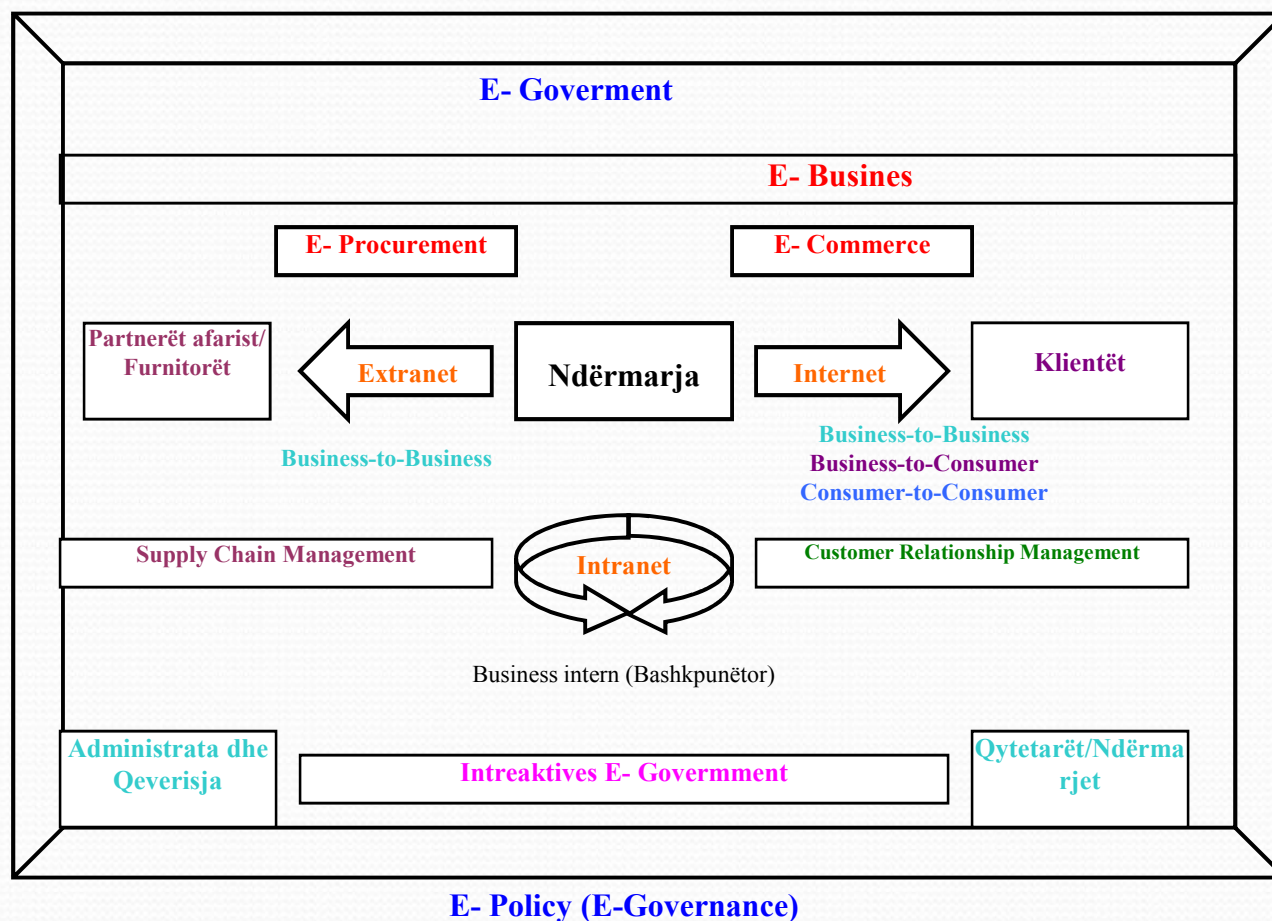 E- Goverment
E- Busines
E- Procurement
E- Commerce
Partnerët afarist/
Furnitorët
Extranet
Ndërmarja
Internet
Klientët
Business-to-Business
Business-to-Business
Business-to-Consumer
Consumer-to-Consumer
Supply Chain Management
Intranet
Customer Relationship Management
Business intern (Bashkpunëtor)
Administrata dhe
Qeverisja
Intreaktives E- Govermment
Qytetarët/Ndërma
rjet
E- Policy (E-Governance)